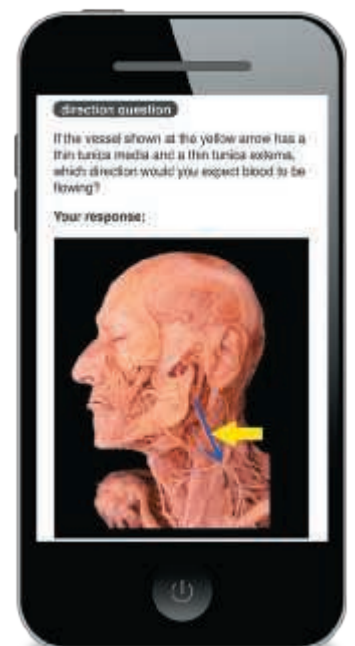 direction question
If the vessel shown at the yellow arrow has a
thin tunica media and a thin tunica externa,
which direction would you expect blood to be
flowing?
Your response: